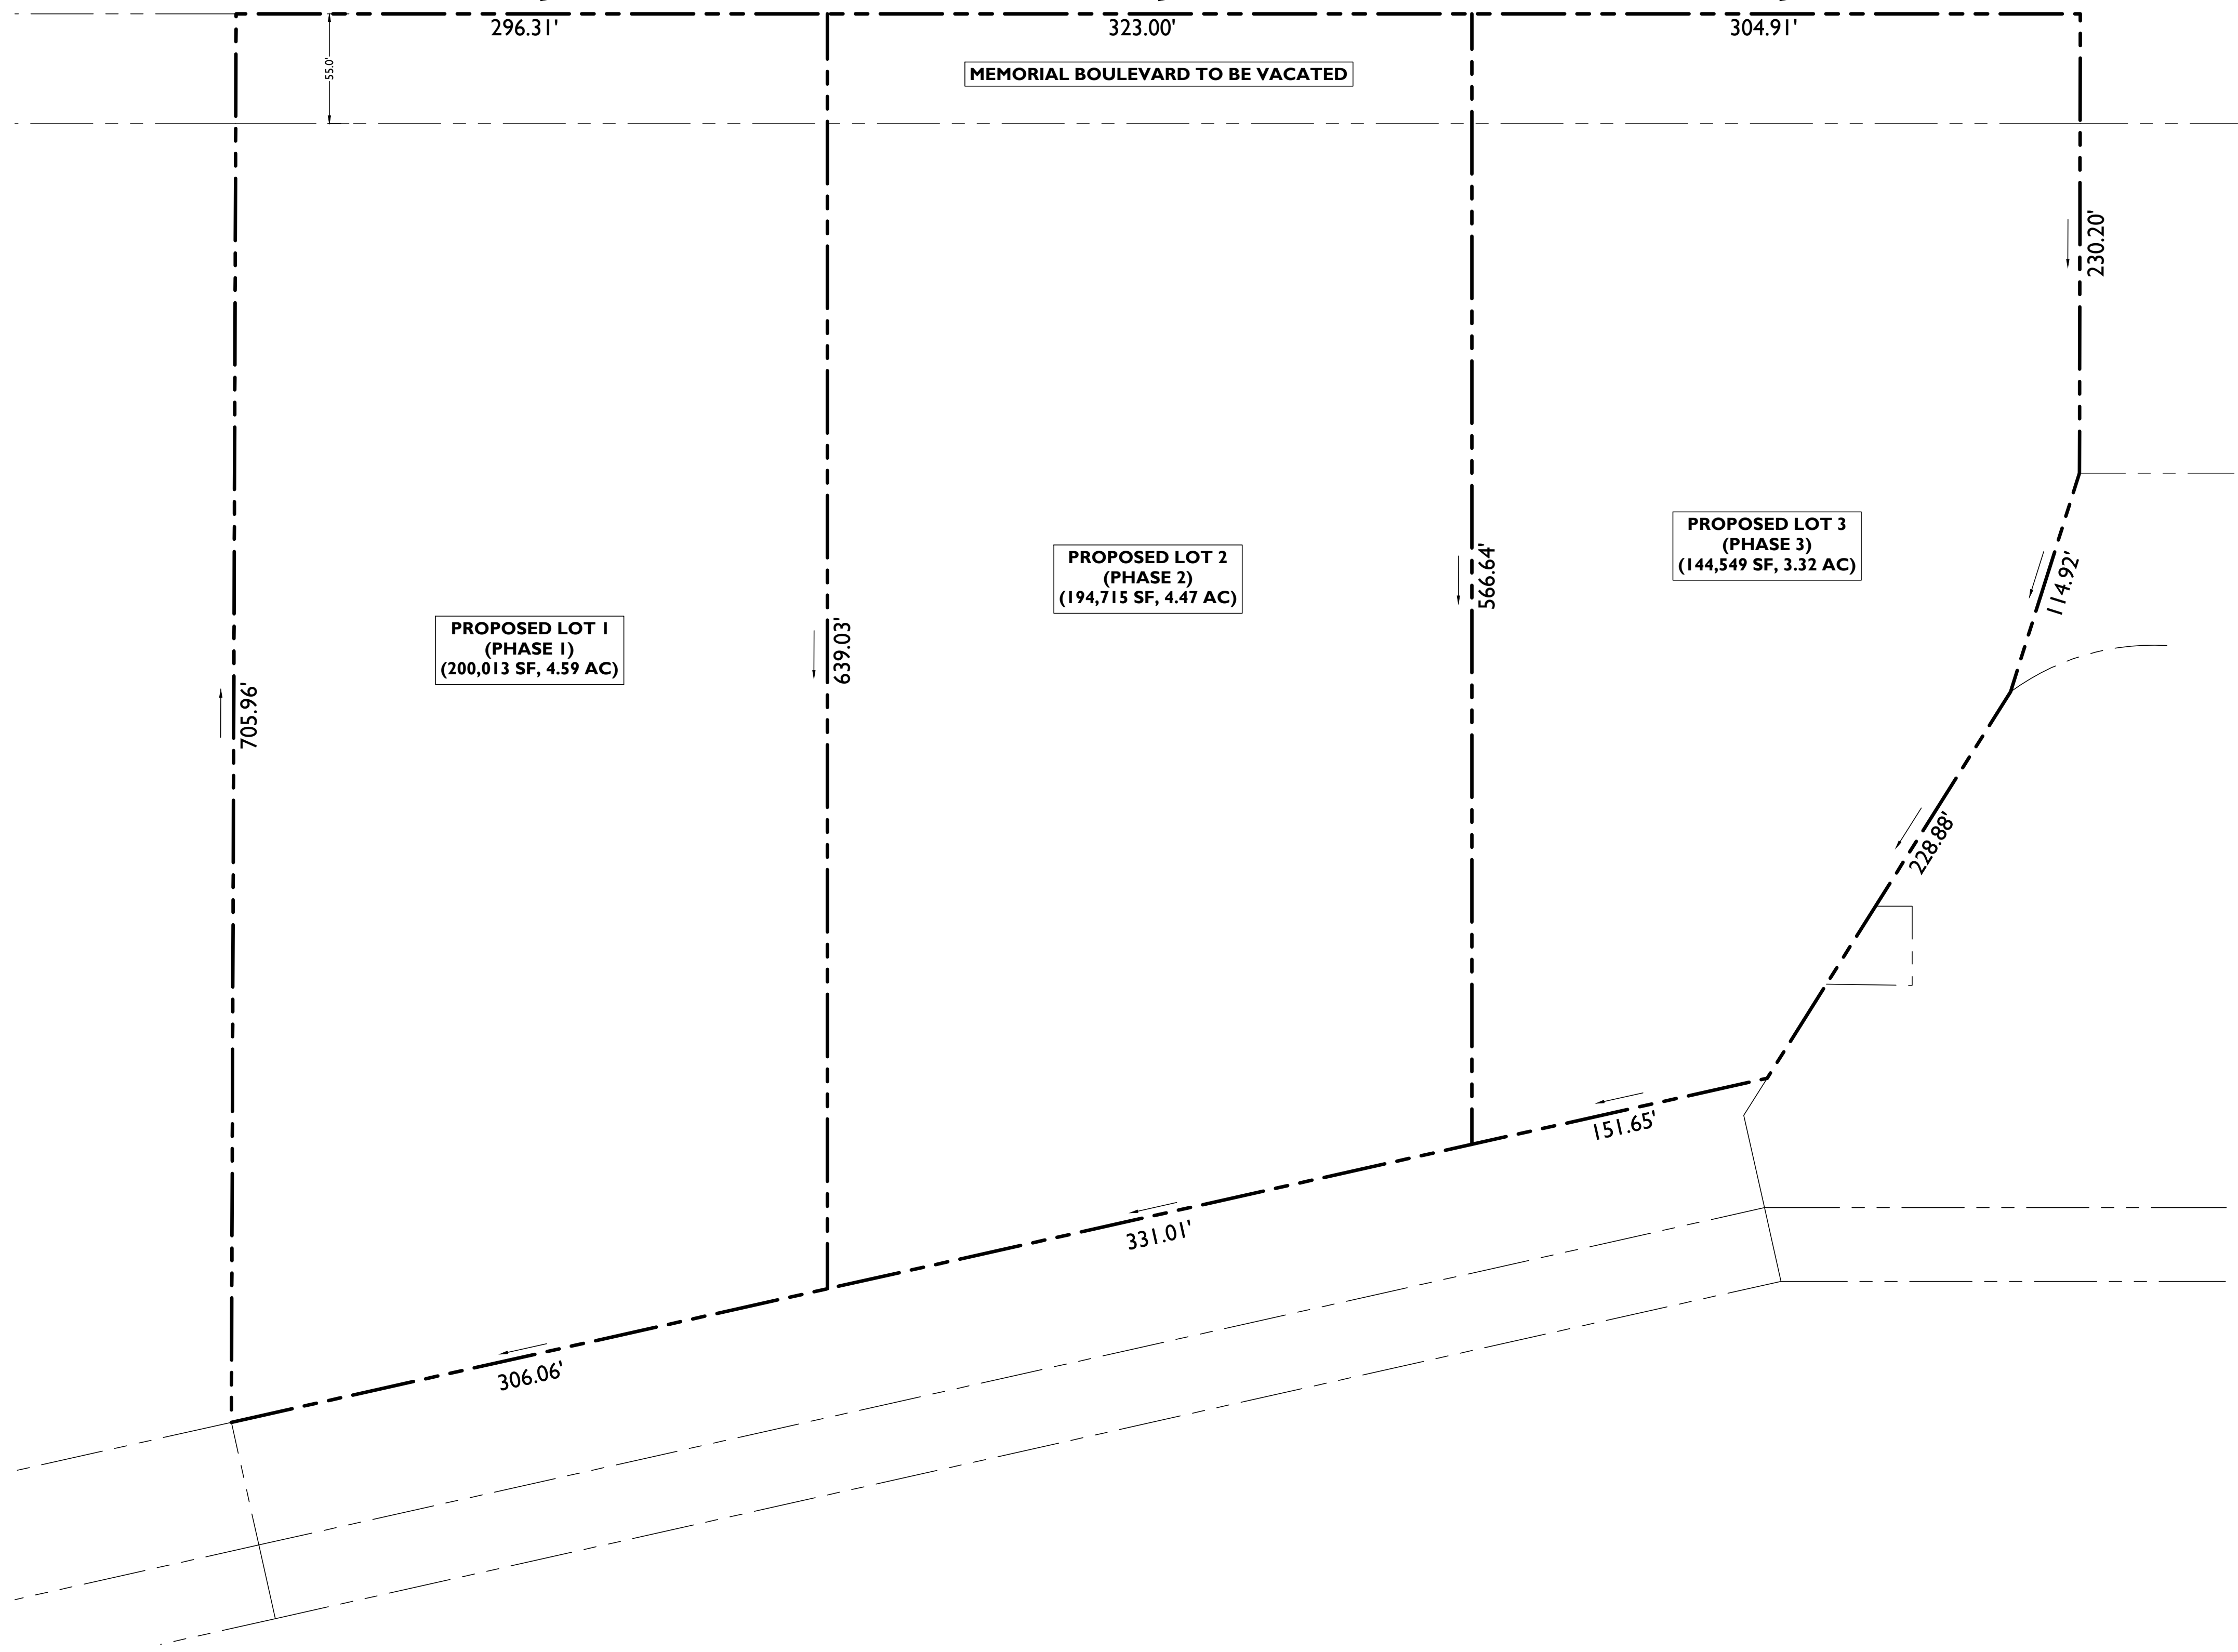 296.31'
323.00'
304.91'
55.0'
MEMORIAL BOULEVARD TO BE VACATED
230.20'
PROPOSED LOT 3
(PHASE 3)
(144,549 SF, 3.32 AC)
PROPOSED LOT 2
(PHASE 2)
(194,715 SF, 4.47 AC)
566.64'
114.92'
PROPOSED LOT 1
(PHASE 1)
(200,013 SF, 4.59 AC)
639.03'
705.96'
228.88'
151.65'
331.01'
306.06'